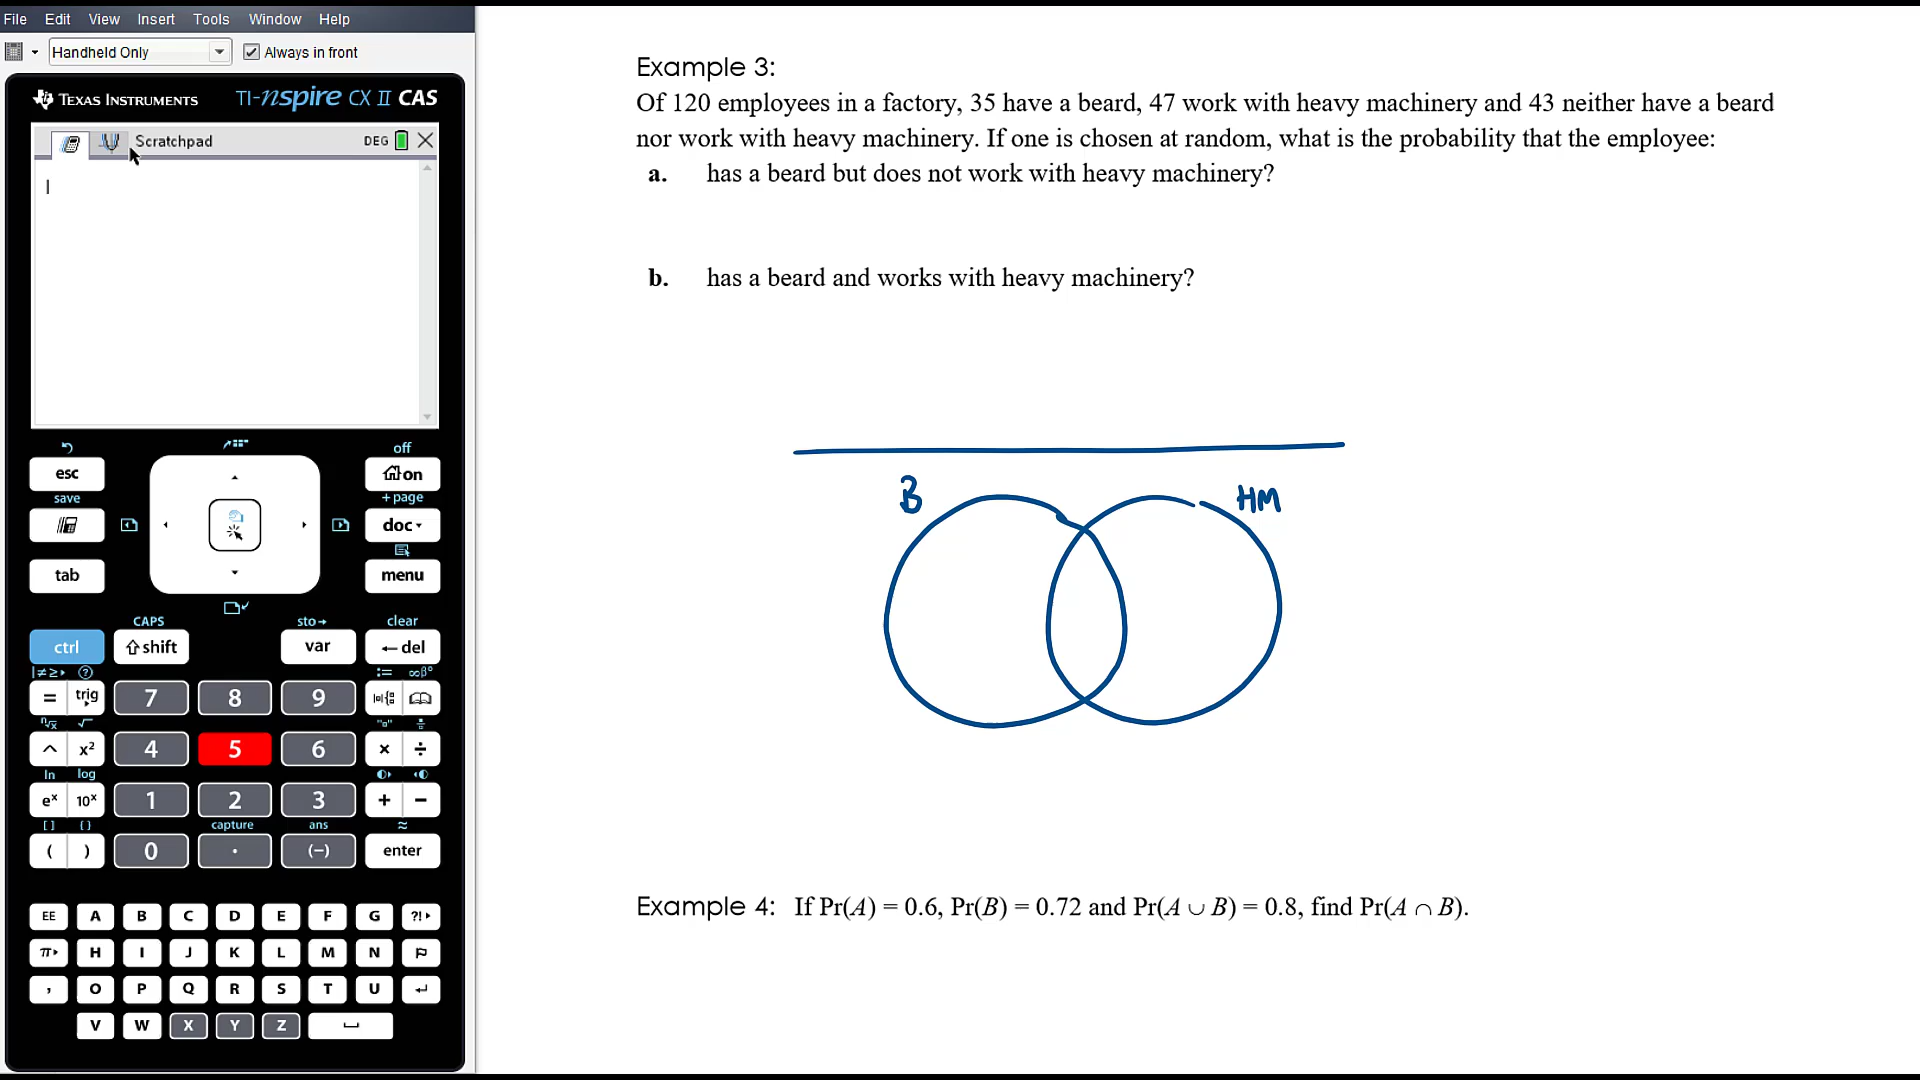 File Edit View Insert Tools Window Help
Handheld Only Always in front
TEXAS INSTRUMENTS TI-nspire CX II CAS
Scratchpad DEG
off
esc on
save + page
doc
tab menu
CAPS sto→ clear
ctrl shift var ←del
= trig 7 8 9
^ x² 4 5 6 × ÷
ln log
eˣ 10ˣ 1 2 3 + −
[ ] { } capture ans ≈
( ) 0 . (−) enter
EE A B C D E F G ?!▸
π▸ H I J K L M N
, O P Q R S T U
V W X Y Z
Example 3:
Of 120 employees in a factory, 35 have a beard, 47 work with heavy machinery and 43 neither have a beard
nor work with heavy machinery. If one is chosen at random, what is the probability that the employee:
a. has a beard but does not work with heavy machinery?
b. has a beard and works with heavy machinery?
B HM
Example 4: If Pr(A) = 0.6, Pr(B) = 0.72 and Pr(A ∪ B) = 0.8, find Pr(A ∩ B).